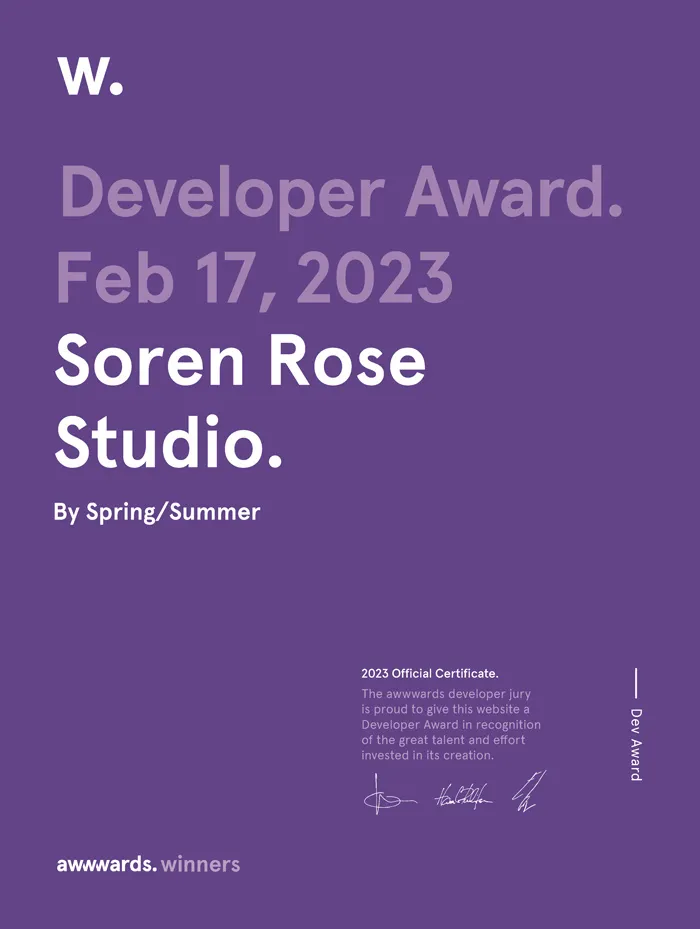 W.
Developer Award.
Feb 17, 2023
Soren Rose
Studio.
By Spring/Summer
2023 Official Certificate.
The awwwards developer jury
is proud to give this website a
Developer Award in recognition
of the great talent and effort
invested in its creation.
Dev Award
awwwards.winners